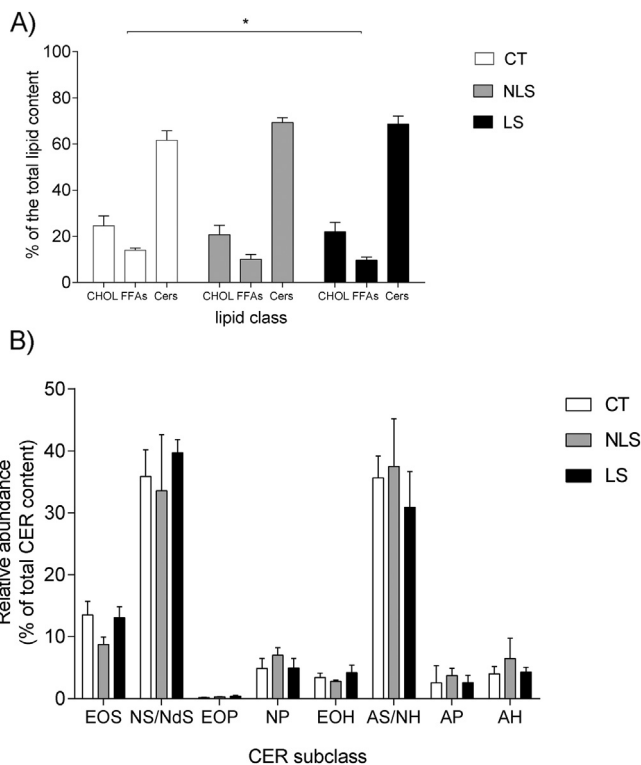 A)
*
100
80
60
40
20
0
% of the total lipid content
CHOL FFAs Cers CHOL FFAs Cers CHOL FFAs Cers
lipid class
CT
NLS
LS
B)
50
40
30
20
10
0
Relative abundance
(% of total CER content)
EOS NS/NdS EOP NP EOH AS/NH AP AH
CER subclass
CT
NLS
LS